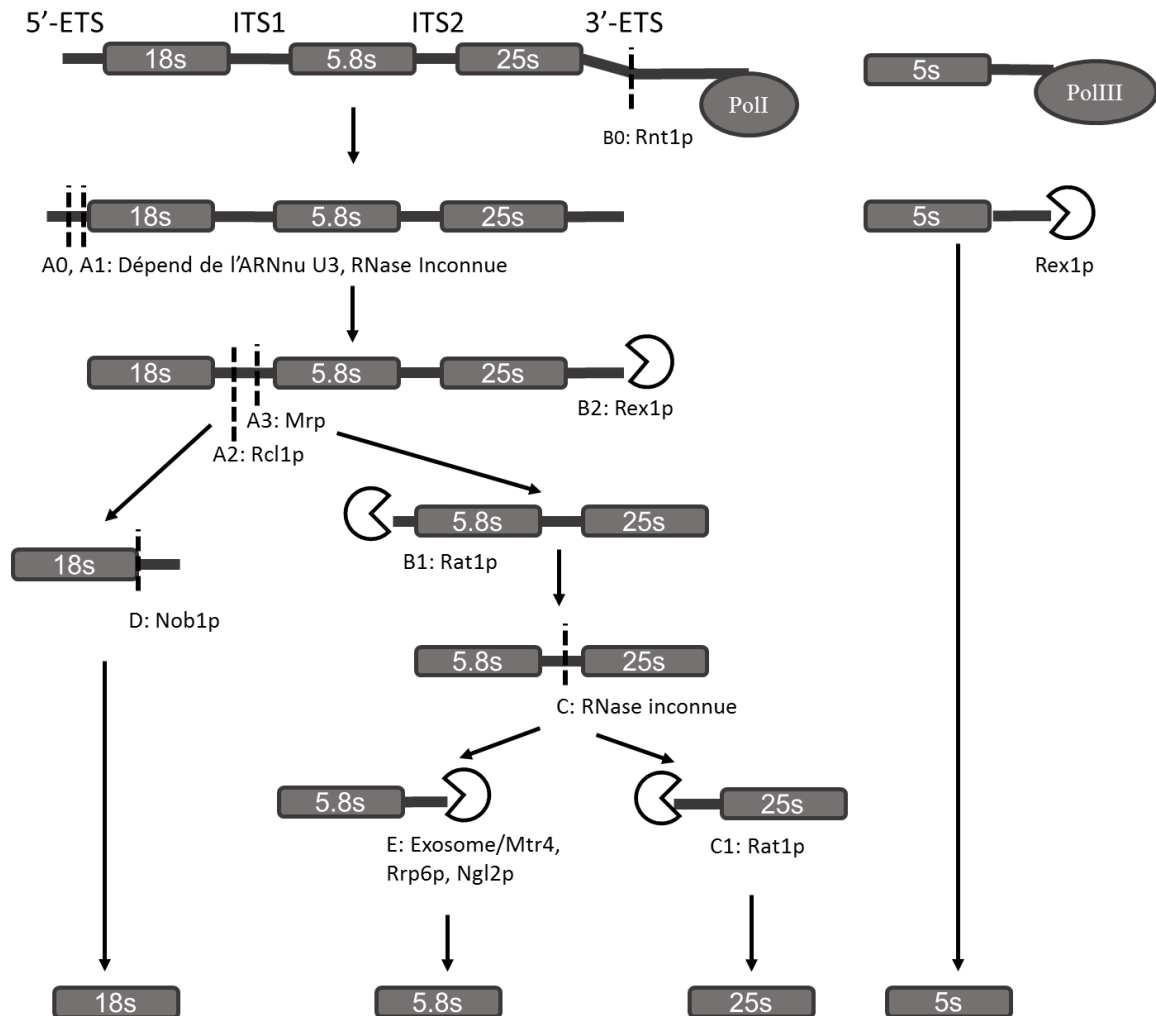 5’-ETS ITS1 ITS2 3’-ETS
18s 5.8s 25s 5s
PolI PolIII
B0: Rnt1p
18s 5.8s 25s 5s
A0, A1: Dépend de l’ARNnu U3, RNase Inconnue Rex1p
18s 5.8s 25s
B2: Rex1p
A3: Mrp
A2: Rcl1p
5.8s 25s
B1: Rat1p
18s
D: Nob1p
5.8s 25s
C: RNase inconnue
5.8s 25s
E: Exosome/Mtr4, C1: Rat1p
Rrp6p, Ngl2p
18s 5.8s 25s 5s